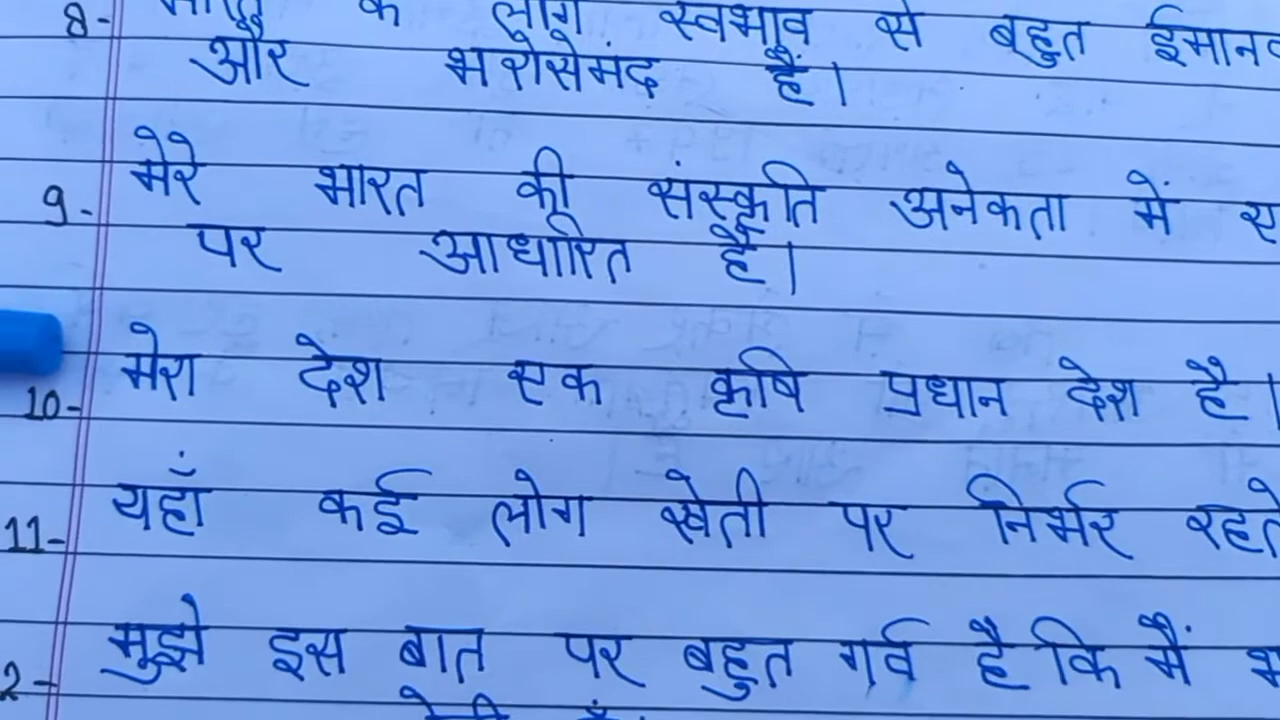 8- के लोग स्वभाव से बहुत
और भरोसेमंद हैं।
9- मेरे भारत की संस्कृति अनेकता में
पर आधारित है।
10- मेरा देश एक कृषि प्रधान देश है।
11- यहाँ कई लोग खेती पर निर्भर रहते
2- मुझे इस बात पर बहुत गर्व है कि मैं